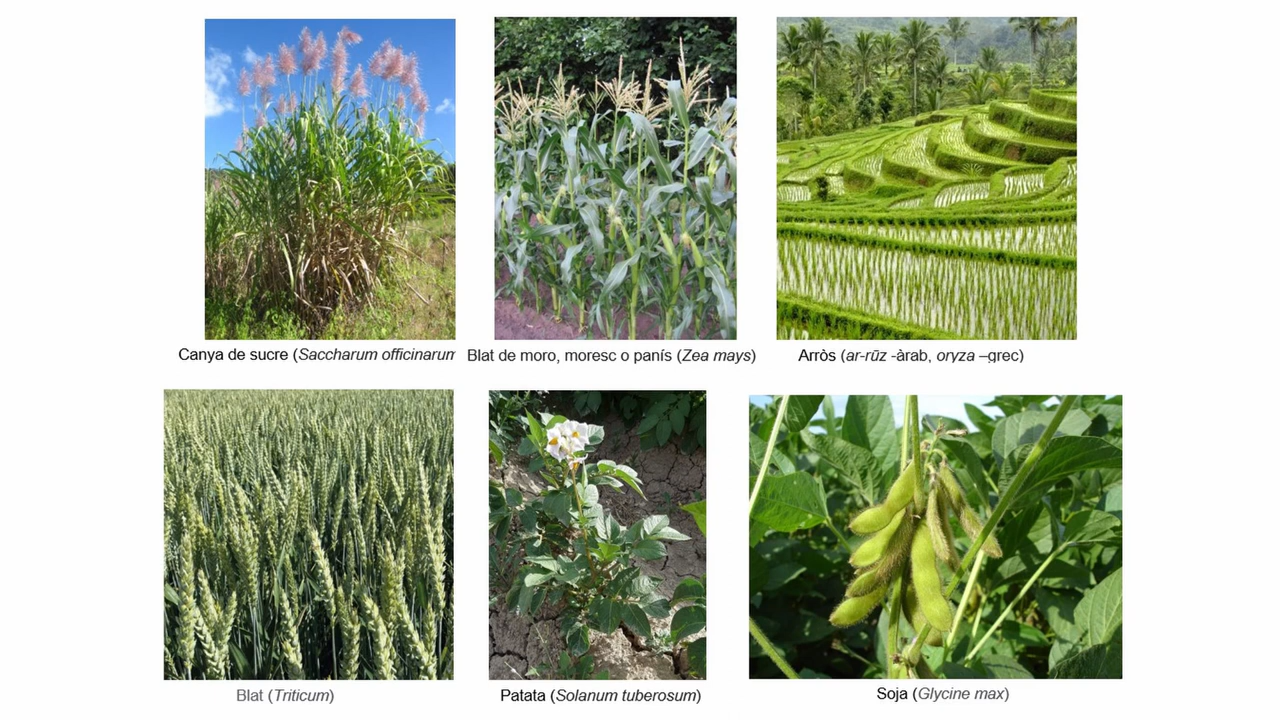 Canya de sucre (Saccharum officinarum
Blat de moro, moresc o panís (Zea mays)
Arròs (ar-rūz -àrab, oryza –grec)
Blat (Triticum)
Patata (Solanum tuberosum)
Soja (Glycine max)